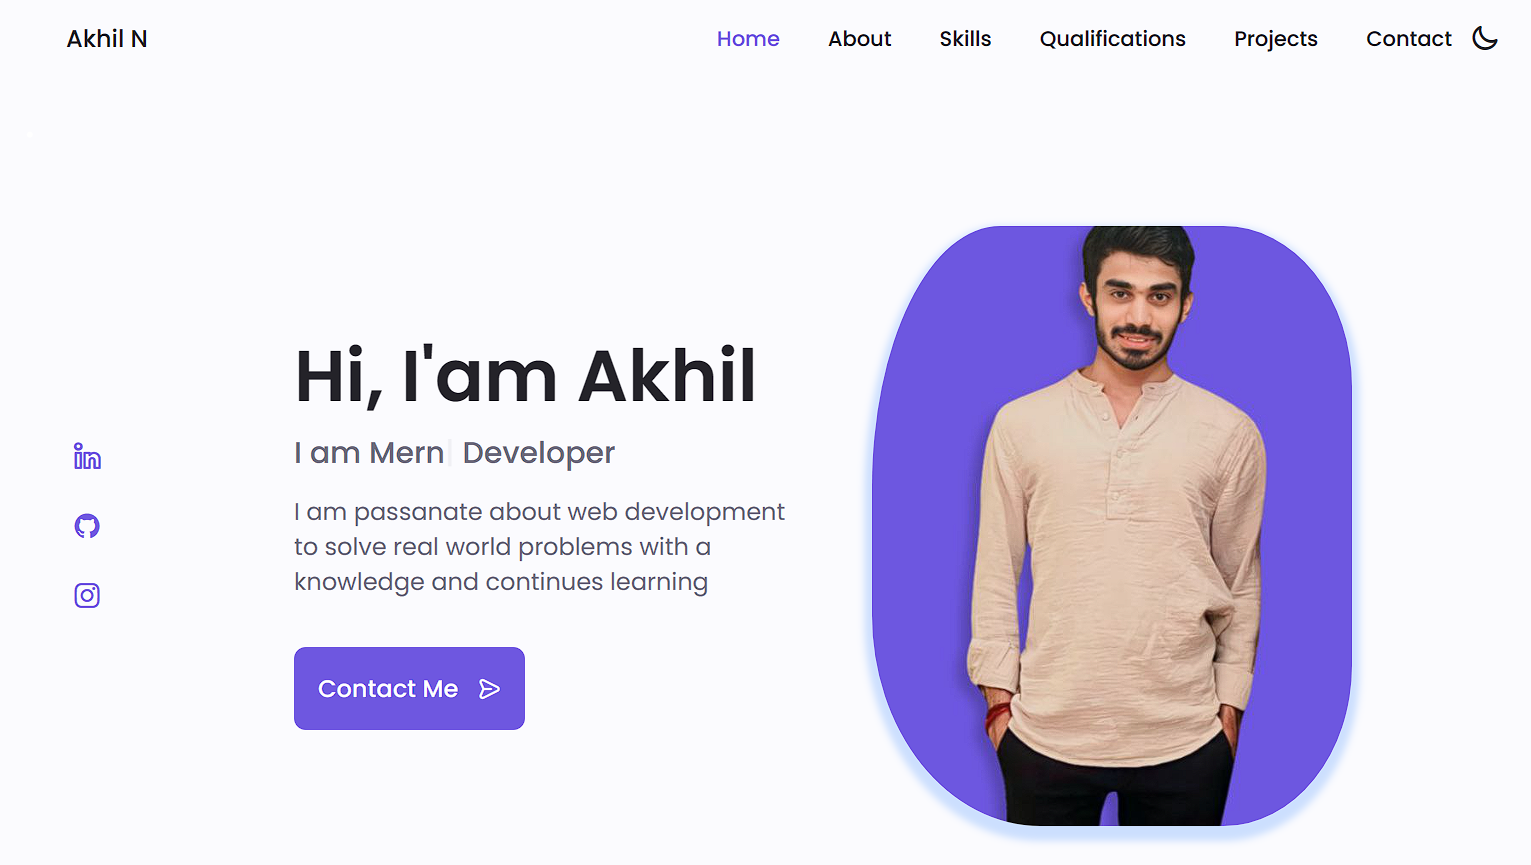 Akhil N
Home About Skills Qualifications Projects Contact
Hi, I'am Akhil
I am Mern Developer
I am passanate about web development
to solve real world problems with a
knowledge and continues learning
Contact Me